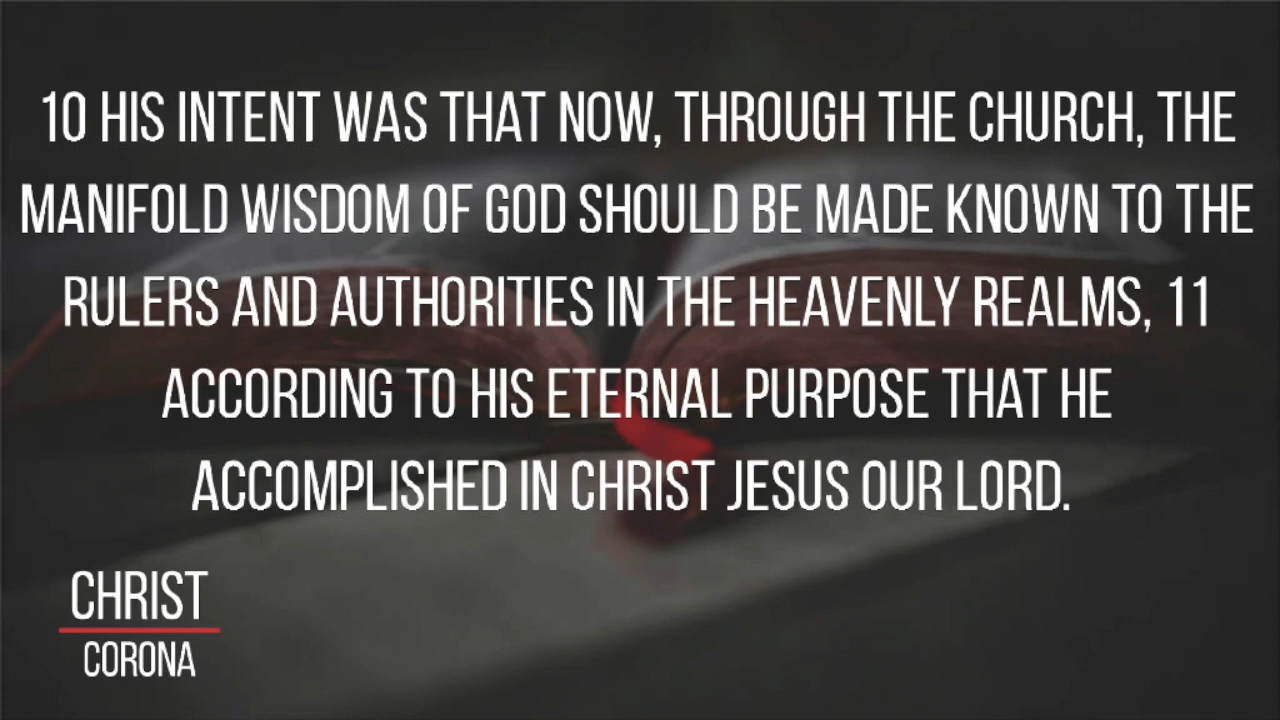 10 HIS INTENT WAS THAT NOW, THROUGH THE CHURCH, THE
MANIFOLD WISDOM OF GOD SHOULD BE MADE KNOWN TO THE
RULERS AND AUTHORITIES IN THE HEAVENLY REALMS, 11
ACCORDING TO HIS ETERNAL PURPOSE THAT HE
ACCOMPLISHED IN CHRIST JESUS OUR LORD.
CHRIST
CORONA